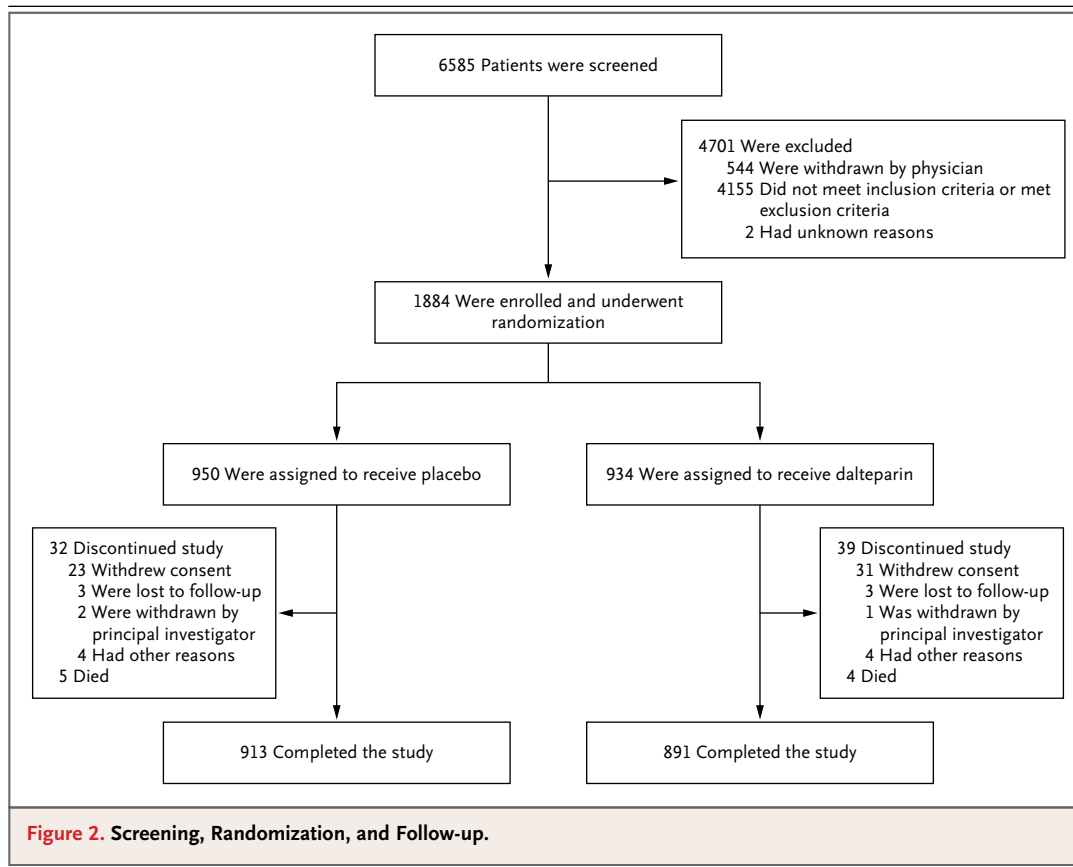 6585 Patients were screened
4701 Were excluded
544 Were withdrawn by physician
4155 Did not meet inclusion criteria or met
exclusion criteria
2 Had unknown reasons
1884 Were enrolled and underwent
randomization
950 Were assigned to receive placebo
934 Were assigned to receive dalteparin
32 Discontinued study
23 Withdrew consent
3 Were lost to follow-up
2 Were withdrawn by
principal investigator
4 Had other reasons
5 Died
39 Discontinued study
31 Withdrew consent
3 Were lost to follow-up
1 Was withdrawn by
principal investigator
4 Had other reasons
4 Died
913 Completed the study
891 Completed the study
Figure 2. Screening, Randomization, and Follow-up.